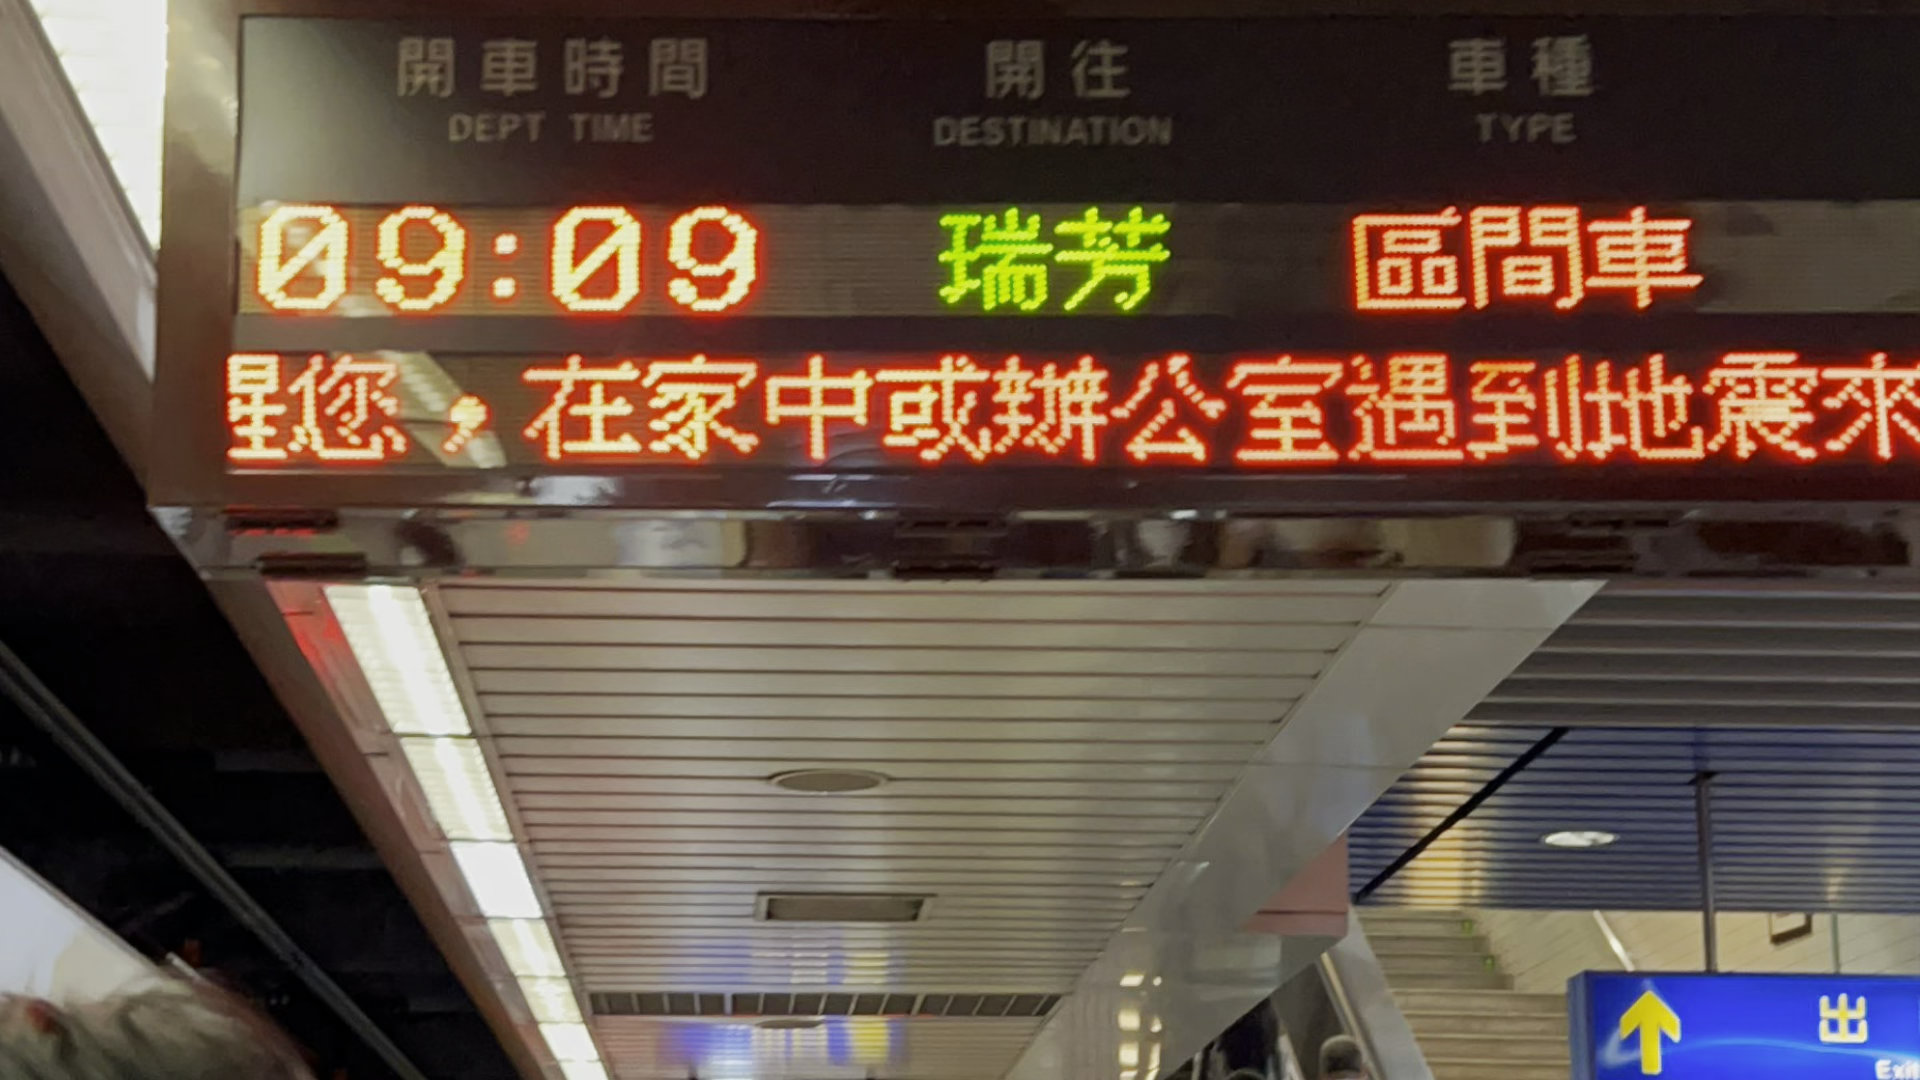 開車時間 開往 車種
DEPT TIME DESTINATION TYPE
09:09 瑞芳 區間車
醒您，在家中或辦公室遇到地震來
出
Exit